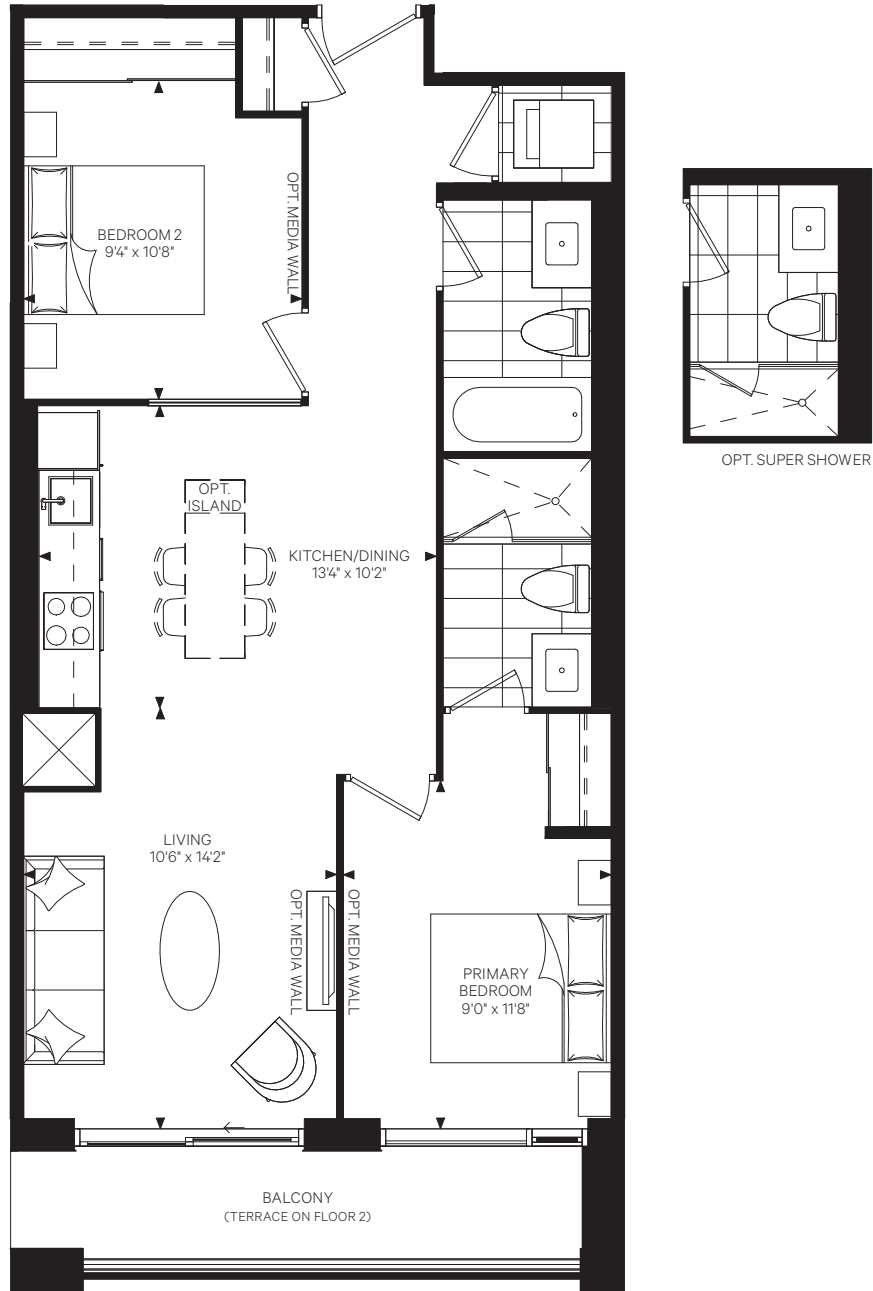 BEDROOM 2
9'4" x 10'8"
OPT. MEDIA WALL
OPT. SUPER SHOWER
OPT.
ISLAND
KITCHEN/DINING
13'4" x 10'2"
LIVING
10'6" x 14'2"
OPT. MEDIA WALL
OPT. MEDIA WALL
PRIMARY
BEDROOM
9'0" x 11'8"
BALCONY
(TERRACE ON FLOOR 2)